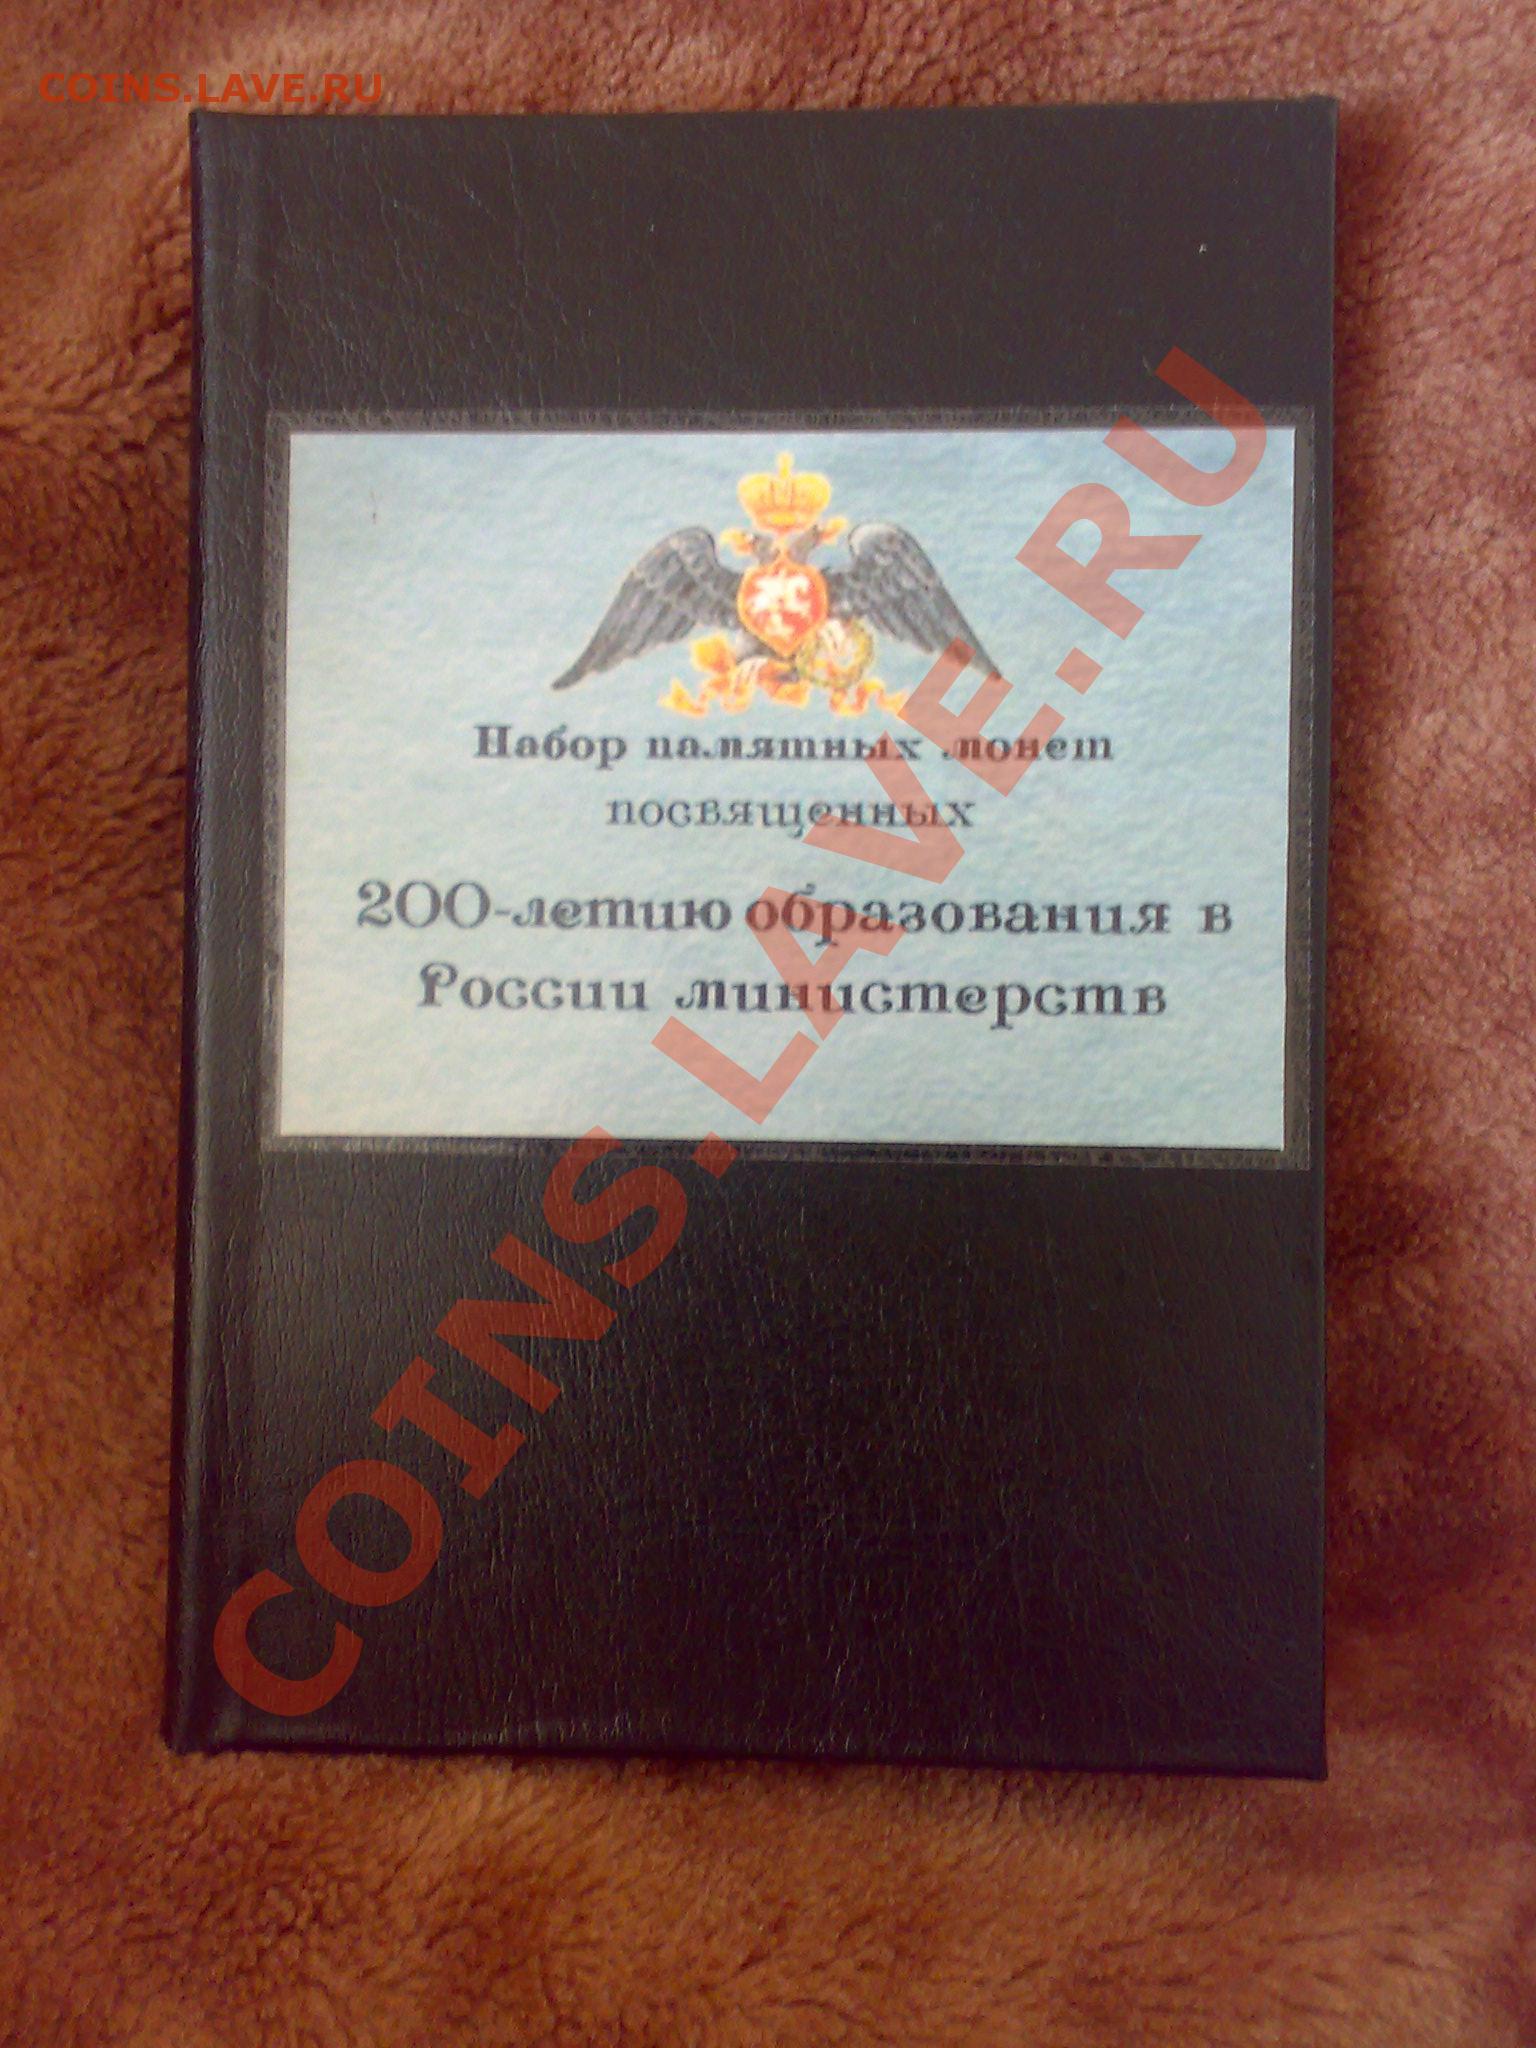 COINS.LAVE.RU
Набор памятных монет
посвященных
200-летию образования в
России министерств
COINS.LAVE.RU